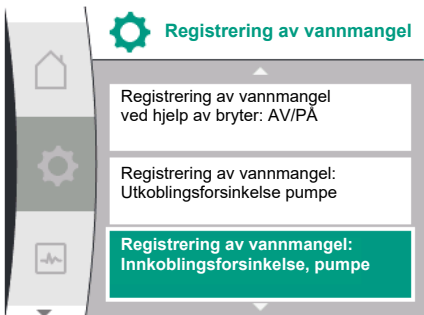 Registrering av vannmangel
Registrering av vannmangel
ved hjelp av bryter: AV/PÅ
Registrering av vannmangel:
Utkoblingsforsinkelse pumpe
Registrering av vannmangel:
Innkoblingsforsinkelse, pumpe